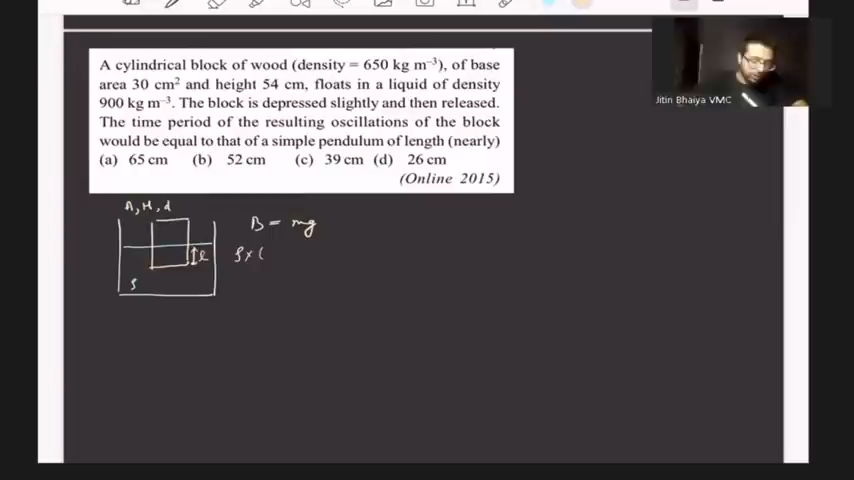 A cylindrical block of wood (density = 650 kg m⁻³), of base
area 30 cm² and height 54 cm, floats in a liquid of density
900 kg m⁻³. The block is depressed slightly and then released.
The time period of the resulting oscillations of the block
would be equal to that of a simple pendulum of length (nearly)
(a) 65 cm (b) 52 cm (c) 39 cm (d) 26 cm
(Online 2015)
Jitin Bhaiya VMC
A, H, d
B = mg
l
ρ × (
ρ